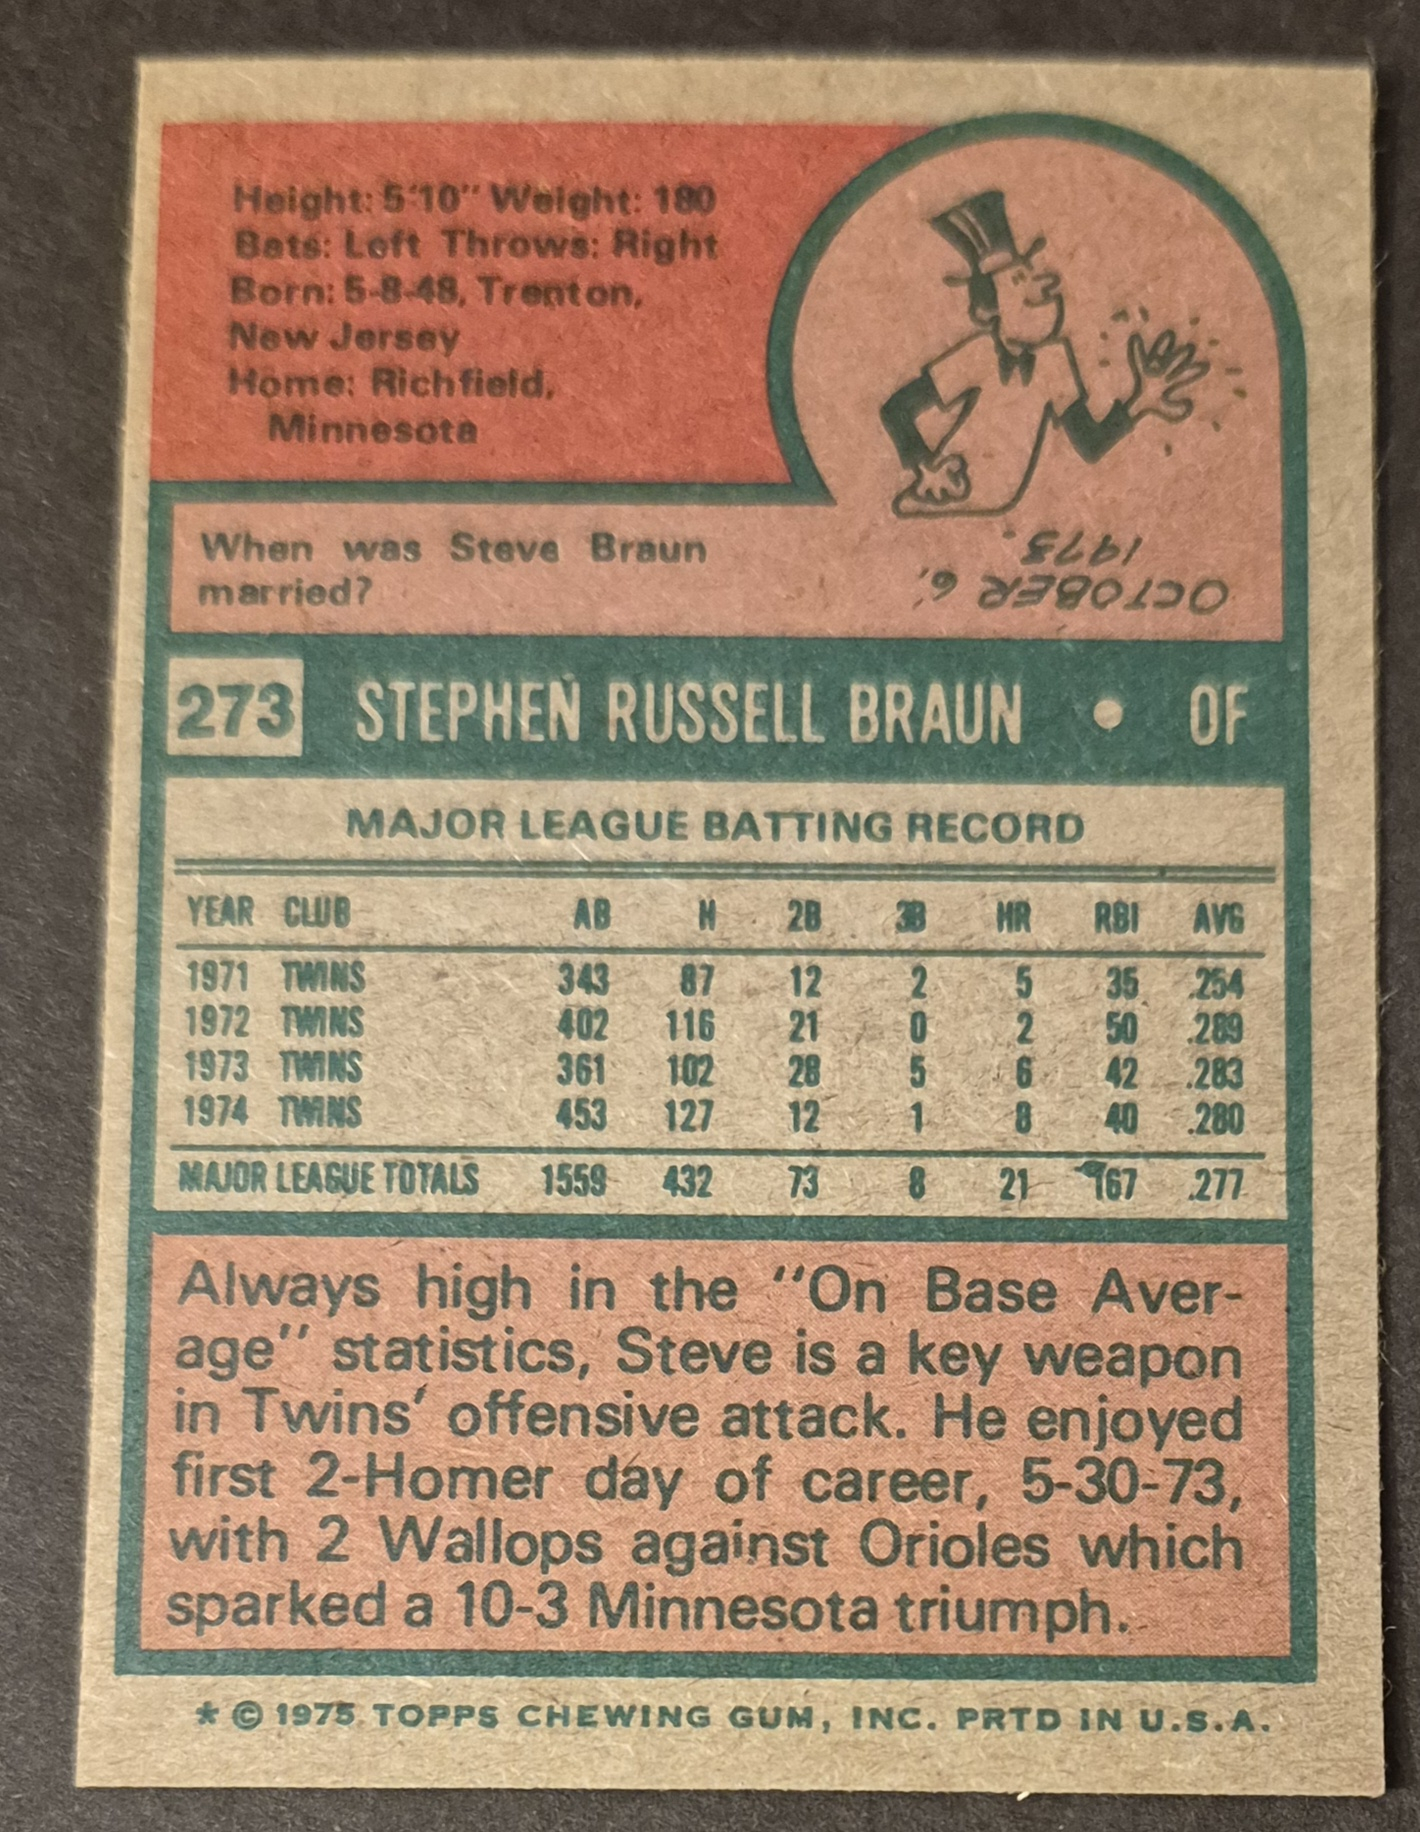 Height: 5'10" Weight: 180
Bats: Left Throws: Right
Born: 5-8-48, Trenton,
New Jersey
Home: Richfield,
Minnesota
When was Steve Braun
married?
OCTOBER 6,
1973.
273 STEPHEN RUSSELL BRAUN • OF
MAJOR LEAGUE BATTING RECORD
YEAR CLUB AB H 2B 3B HR RBI AVG
1971 TWINS 343 87 12 2 5 35 .254
1972 TWINS 402 116 21 0 2 50 .289
1973 TWINS 361 102 28 5 6 42 .283
1974 TWINS 453 127 12 1 8 40 .280
MAJOR LEAGUE TOTALS 1559 432 73 8 21 167 .277
Always high in the "On Base Aver-
age" statistics, Steve is a key weapon
in Twins' offensive attack. He enjoyed
first 2-Homer day of career, 5-30-73,
with 2 Wallops against Orioles which
sparked a 10-3 Minnesota triumph.
* © 1975 TOPPS CHEWING GUM, INC. PRTD IN U.S.A.